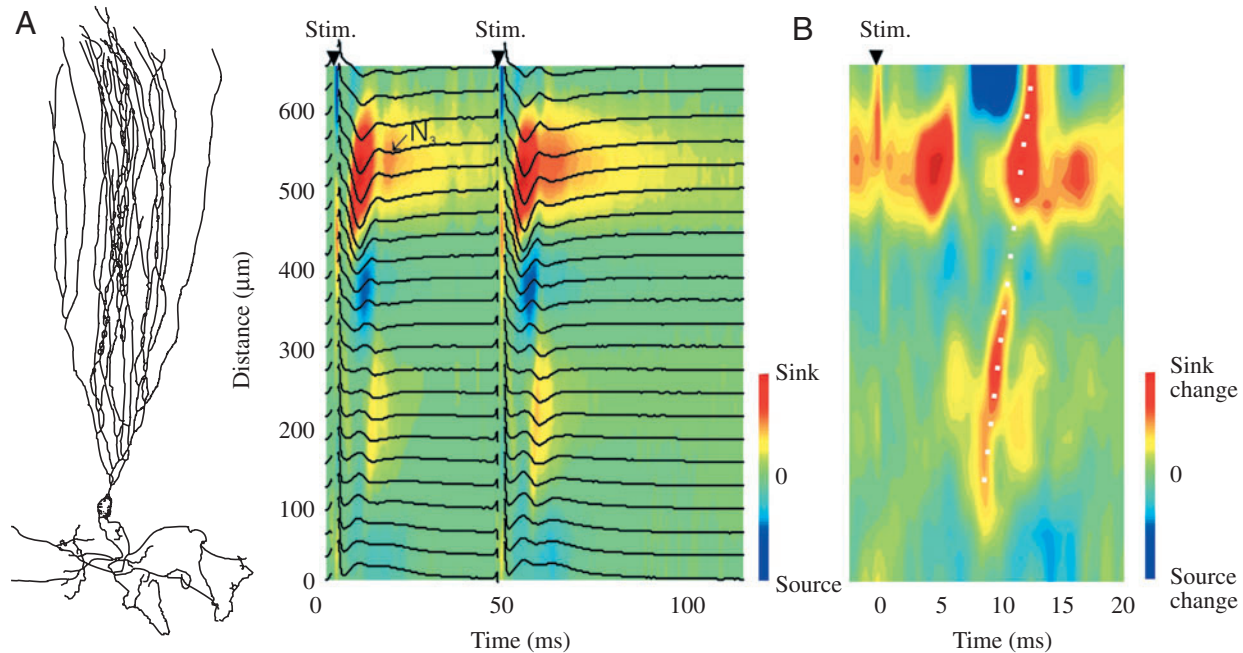 A
Stim.
Stim.
B
Stim.
Distance (μm)
600
500
400
300
200
100
0
N₃
Sink
0
Source
0
50
100
Time (ms)
Sink
change
0
Source
change
0
5
10
15
20
Time (ms)